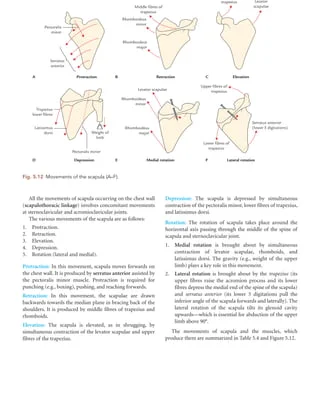 Middle fibres of
trapezius
trapezius
Levator
scapulae
Rhomboideus
minor
Pectoralis
minor
Rhomboideus
major
Serratus
anterior
A
Protraction
B
Retraction
C
Elevation
Levator scapulae
Upper fibres of
trapezius
Rhomboideus
minor
Trapezius
lower fibres
Latissimus
dorsi
Weight of
limb
Rhomboideus
major
Serratus anterior
(lower 5 digitations)
Lower fibres of
trapezius
Pectoralis minor
D
Depression
E
Medial rotation
F
Lateral rotation
Fig. 5.12 Movements of the scapula (A–F).
All the movements of scapula occurring on the chest wall
(scapulothoracic linkage) involves concomitant movements
at sternoclavicular and acromioclavicular joints.
The various movements of the scapula are as follows:
1. Protraction.
2. Retraction.
3. Elevation.
4. Depression.
5. Rotation (lateral and medial).
Protraction: In this movement, scapula moves forwards on
the chest wall. It is produced by serratus anterior assisted by
the pectoralis minor muscle. Protraction is required for
punching (e.g., boxing), pushing, and reaching forwards.
Retraction: In this movement, the scapulae are drawn
backwards towards the median plane in bracing back of the
shoulders. It is produced by middle fibres of trapezius and
rhomboids.
Elevation: The scapula is elevated, as in shrugging, by
simultaneous contraction of the levator scapulae and upper
fibres of the trapezius.
Depression: The scapula is depressed by simultaneous
contraction of the pectoralis minor, lower fibres of trapezius,
and latissimus dorsi.
Rotation: The rotation of scapula takes place around the
horizontal axis passing through the middle of the spine of
scapula and sternoclavicular joint.
1. Medial rotation is brought about by simultaneous
contraction of levator scapulae, rhomboids, and
latissimus dorsi. The gravity (e.g., weight of the upper
limb) plays a key role in this movement.
2. Lateral rotation is brought about by the trapezius (its
upper fibres raise the acromion process and its lower
fibres depress the medial end of the spine of the scapula)
and serratus anterior (its lower 5 digitations pull the
inferior angle of the scapula forwards and laterally). The
lateral rotation of the scapula tilts its glenoid cavity
upwards—which is essential for abduction of the upper
limb above 90°.
The movements of scapula and the muscles, which
produce them are summarized in Table 5.6 and Figure 5.12.